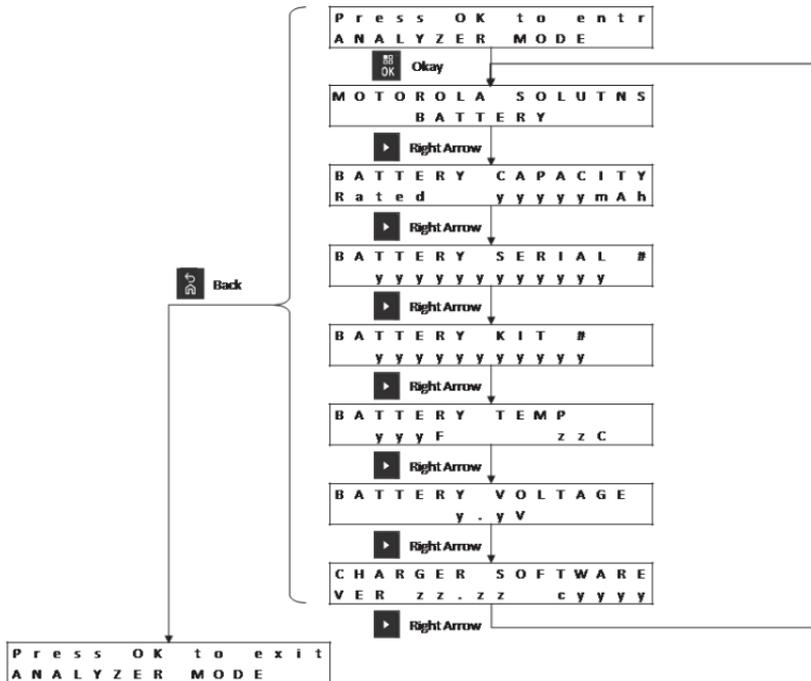 Press OK to entr
ANALYZER MODE
OK Okay
MOTOROLA SOLUTNS
BATTERY
Right Arrow
BATTERY CAPACITY
Rated yyyyymAh
Right Arrow
BATTERY SERIAL #
yyyyyyyyyyyy
Back
Right Arrow
BATTERY KIT #
yyyyyyyyyyy
Right Arrow
BATTERY TEMP
yyyF zzC
Right Arrow
BATTERY VOLTAGE
y.yV
Right Arrow
CHARGER SOFTWARE
VER zz.zz cyyyy
Right Arrow
Press OK to exit
ANALYZER MODE